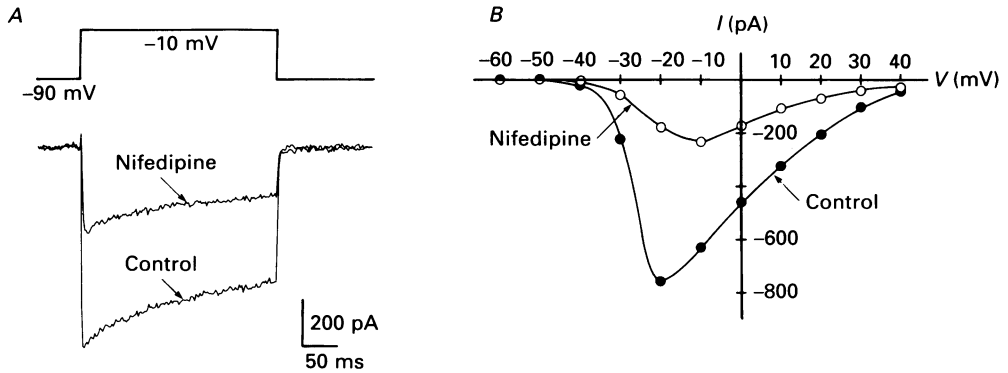 A
−10 mV
−90 mV
Nifedipine
Control
200 pA
50 ms
B
I (pA)
−60 −50 −40 −30 −20 −10 10 20 30 40
V (mV)
Nifedipine
−200
Control
−600
−800